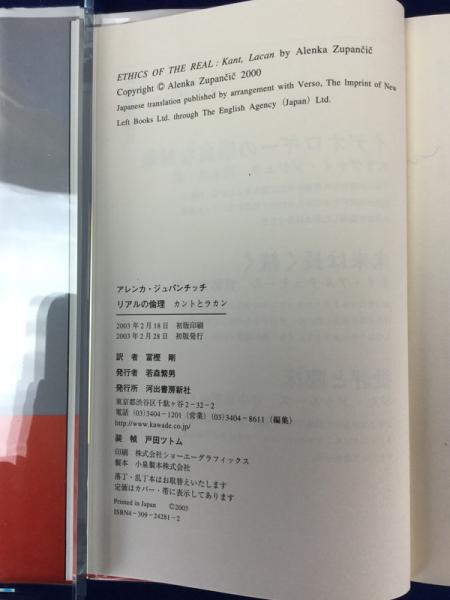 ETHICS OF THE REAL : Kant, Lacan by Alenka Zupančič
Copyright © Alenka Zupančič 2000
Japanese translation published by arrangement with Verso, The Imprint of New
Left Books Ltd. through The English Agency (Japan) Ltd.
アレンカ・ジュパンチッチ
リアルの倫理 カントとラカン
2003年2月18日 初版印刷
2003年2月28日 初版発行
訳者 冨樫 剛
発行者 若森繁男
発行所 河出書房新社
東京都渋谷区千駄ヶ谷2-32-2
電話 (03)3404-1201(営業) (03)3404-8611(編集)
http://www.kawade.co.jp/
装幀 戸田ツトム
印刷 株式会社ショーエーグラフィックス
製本 小泉製本株式会社
落丁・乱丁本はお取替えいたします
定価はカバー・帯に表示してあります
Printed in Japan ©2003
ISBN4-309-24281-2